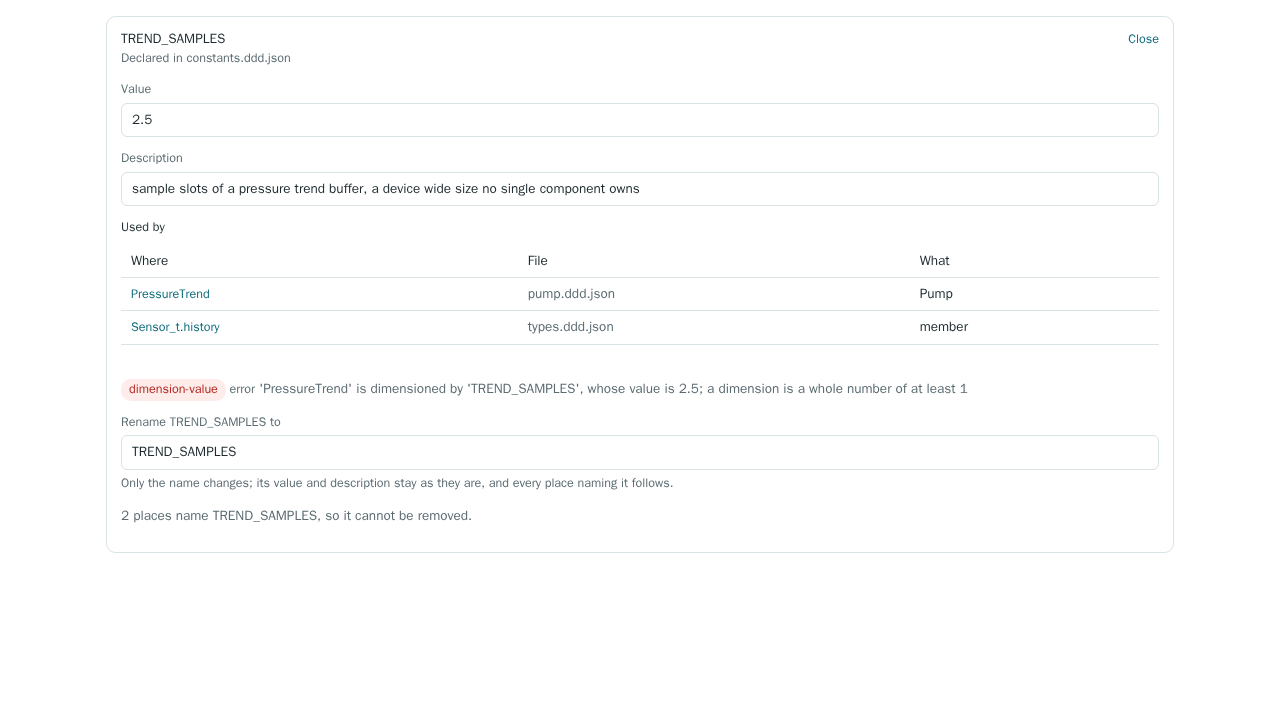 TREND_SAMPLES
Close
Declared in constants.ddd.json
Value
2.5
Description
sample slots of a pressure trend buffer, a device wide size no single component owns
Used by
Where File What
PressureTrend pump.ddd.json Pump
Sensor_t.history types.ddd.json member
dimension-value error 'PressureTrend' is dimensioned by 'TREND_SAMPLES', whose value is 2.5; a dimension is a whole number of at least 1
Rename TREND_SAMPLES to
TREND_SAMPLES
Only the name changes; its value and description stay as they are, and every place naming it follows.
2 places name TREND_SAMPLES, so it cannot be removed.